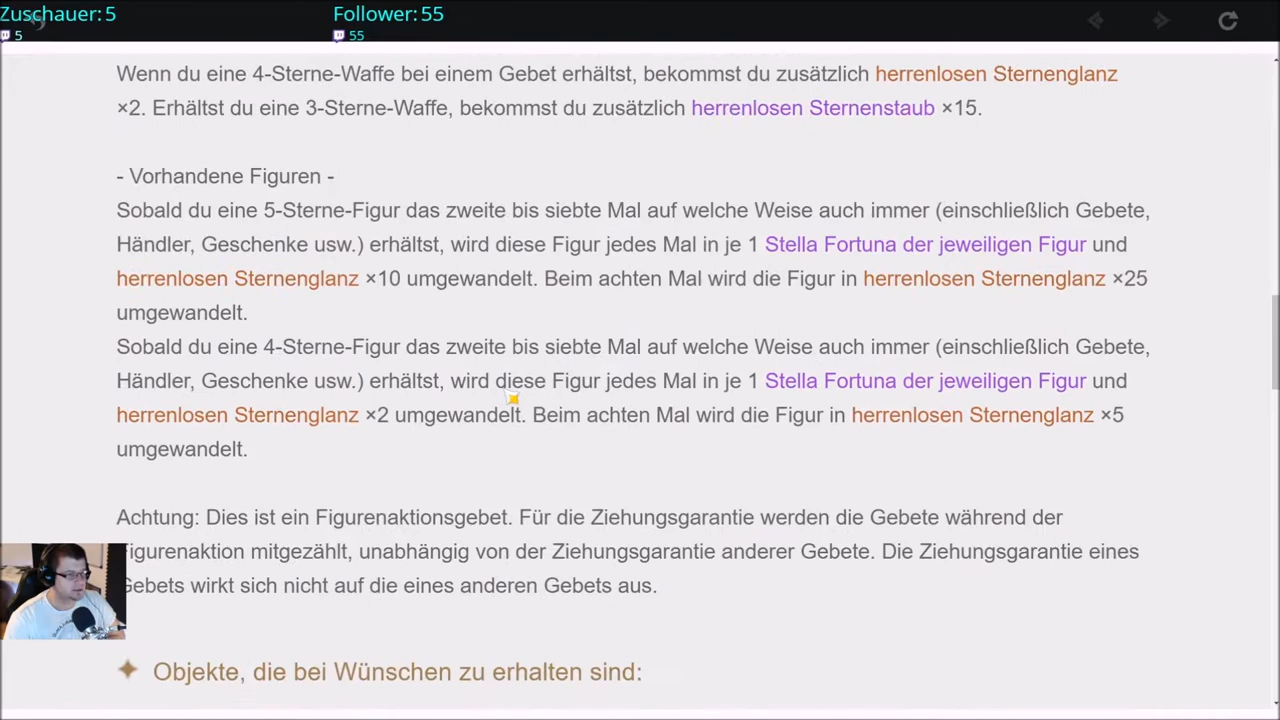 Zuschauer: 5
5
Follower: 55
55
Wenn du eine 4-Sterne-Waffe bei einem Gebet erhältst, bekommst du zusätzlich herrenlosen Sternenglanz
×2. Erhältst du eine 3-Sterne-Waffe, bekommst du zusätzlich herrenlosen Sternenstaub ×15.
- Vorhandene Figuren -
Sobald du eine 5-Sterne-Figur das zweite bis siebte Mal auf welche Weise auch immer (einschließlich Gebete,
Händler, Geschenke usw.) erhältst, wird diese Figur jedes Mal in je 1 Stella Fortuna der jeweiligen Figur und
herrenlosen Sternenglanz ×10 umgewandelt. Beim achten Mal wird die Figur in herrenlosen Sternenglanz ×25
umgewandelt.
Sobald du eine 4-Sterne-Figur das zweite bis siebte Mal auf welche Weise auch immer (einschließlich Gebete,
Händler, Geschenke usw.) erhältst, wird diese Figur jedes Mal in je 1 Stella Fortuna der jeweiligen Figur und
herrenlosen Sternenglanz ×2 umgewandelt. Beim achten Mal wird die Figur in herrenlosen Sternenglanz ×5
umgewandelt.
Achtung: Dies ist ein Figurenaktionsgebet. Für die Ziehungsgarantie werden die Gebete während der
Figurenaktion mitgezählt, unabhängig von der Ziehungsgarantie anderer Gebete. Die Ziehungsgarantie eines
Gebets wirkt sich nicht auf die eines anderen Gebets aus.
Objekte, die bei Wünschen zu erhalten sind: